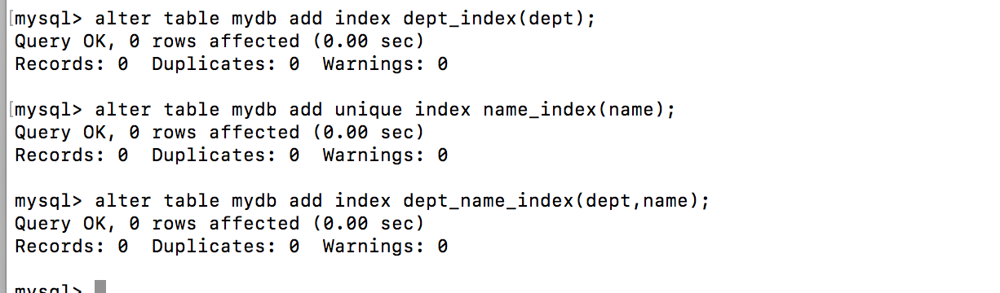 [mysql> alter table mydb add index dept_index(dept);
Query OK, 0 rows affected (0.00 sec)
Records: 0  Duplicates: 0  Warnings: 0
[mysql> alter table mydb add unique index name_index(name);
Query OK, 0 rows affected (0.00 sec)
Records: 0  Duplicates: 0  Warnings: 0
mysql> alter table mydb add index dept_name_index(dept,name);
Query OK, 0 rows affected (0.00 sec)
Records: 0  Duplicates: 0  Warnings: 0
mysql>